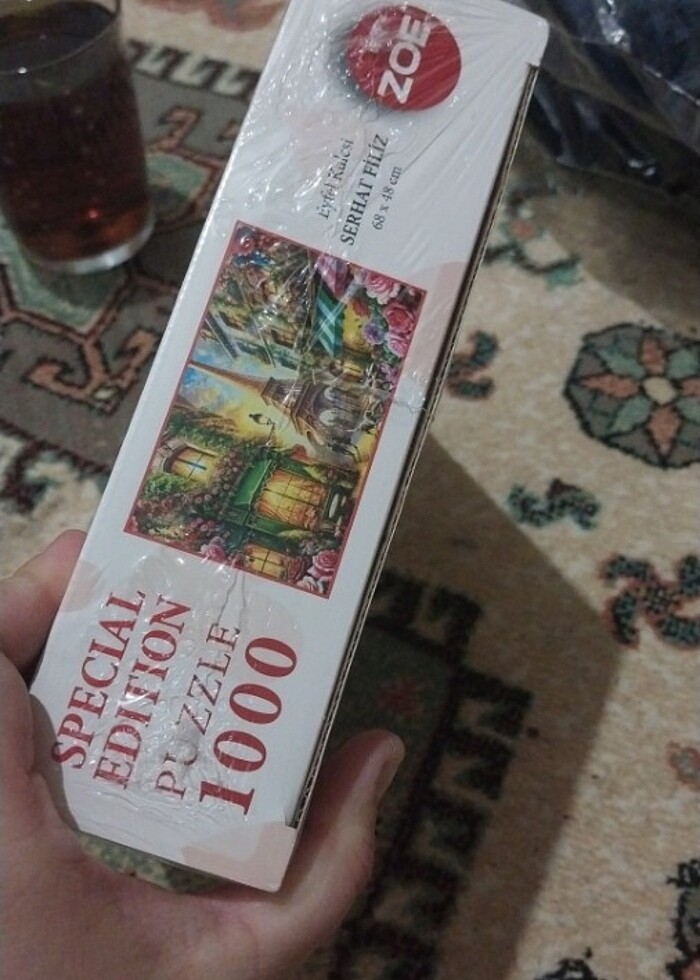 ZOE
Eyfel Kulesi
SERHAT FİLİZ
68 x 48 cm
SPECIAL
EDITION
PUZZLE
1000